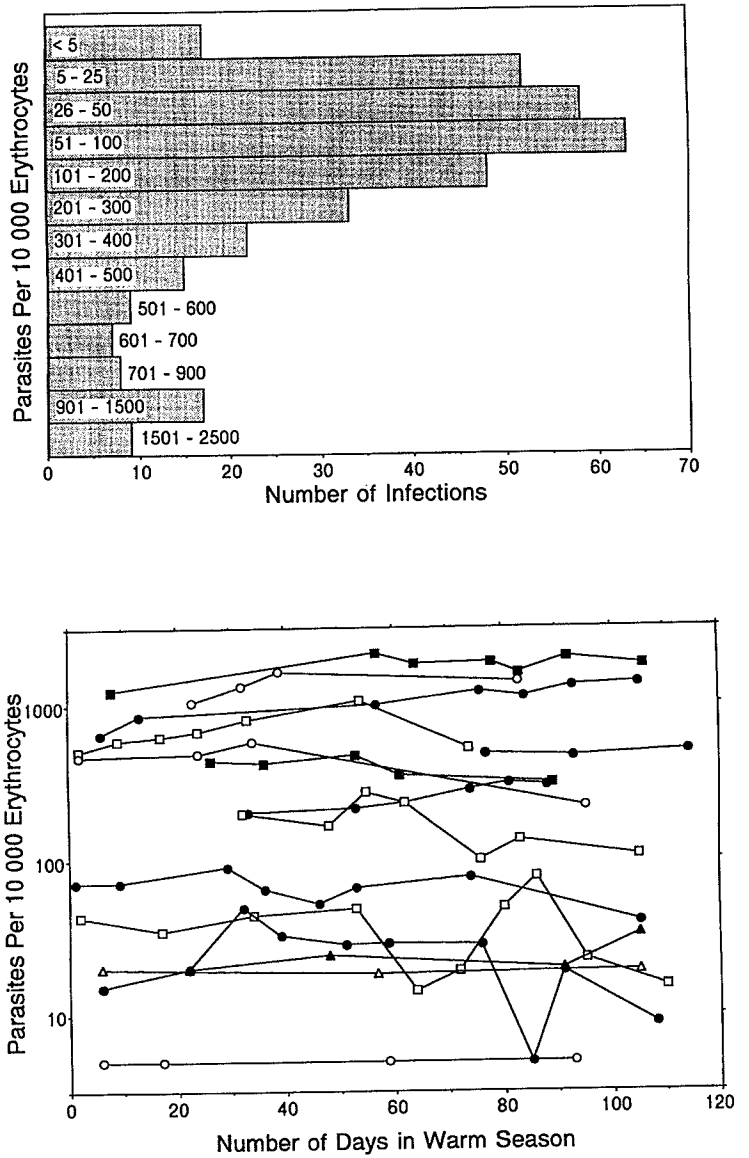 Parasites Per 10 000 Erythrocytes
< 5
5 - 25
26 - 50
51 - 100
101 - 200
201 - 300
301 - 400
401 - 500
501 - 600
601 - 700
701 - 900
901 - 1500
1501 - 2500
0 10 20 30 40 50 60 70
Number of Infections
Parasites Per 10 000 Erythrocytes
1000
100
10
0 20 40 60 80 100 120
Number of Days in Warm Season